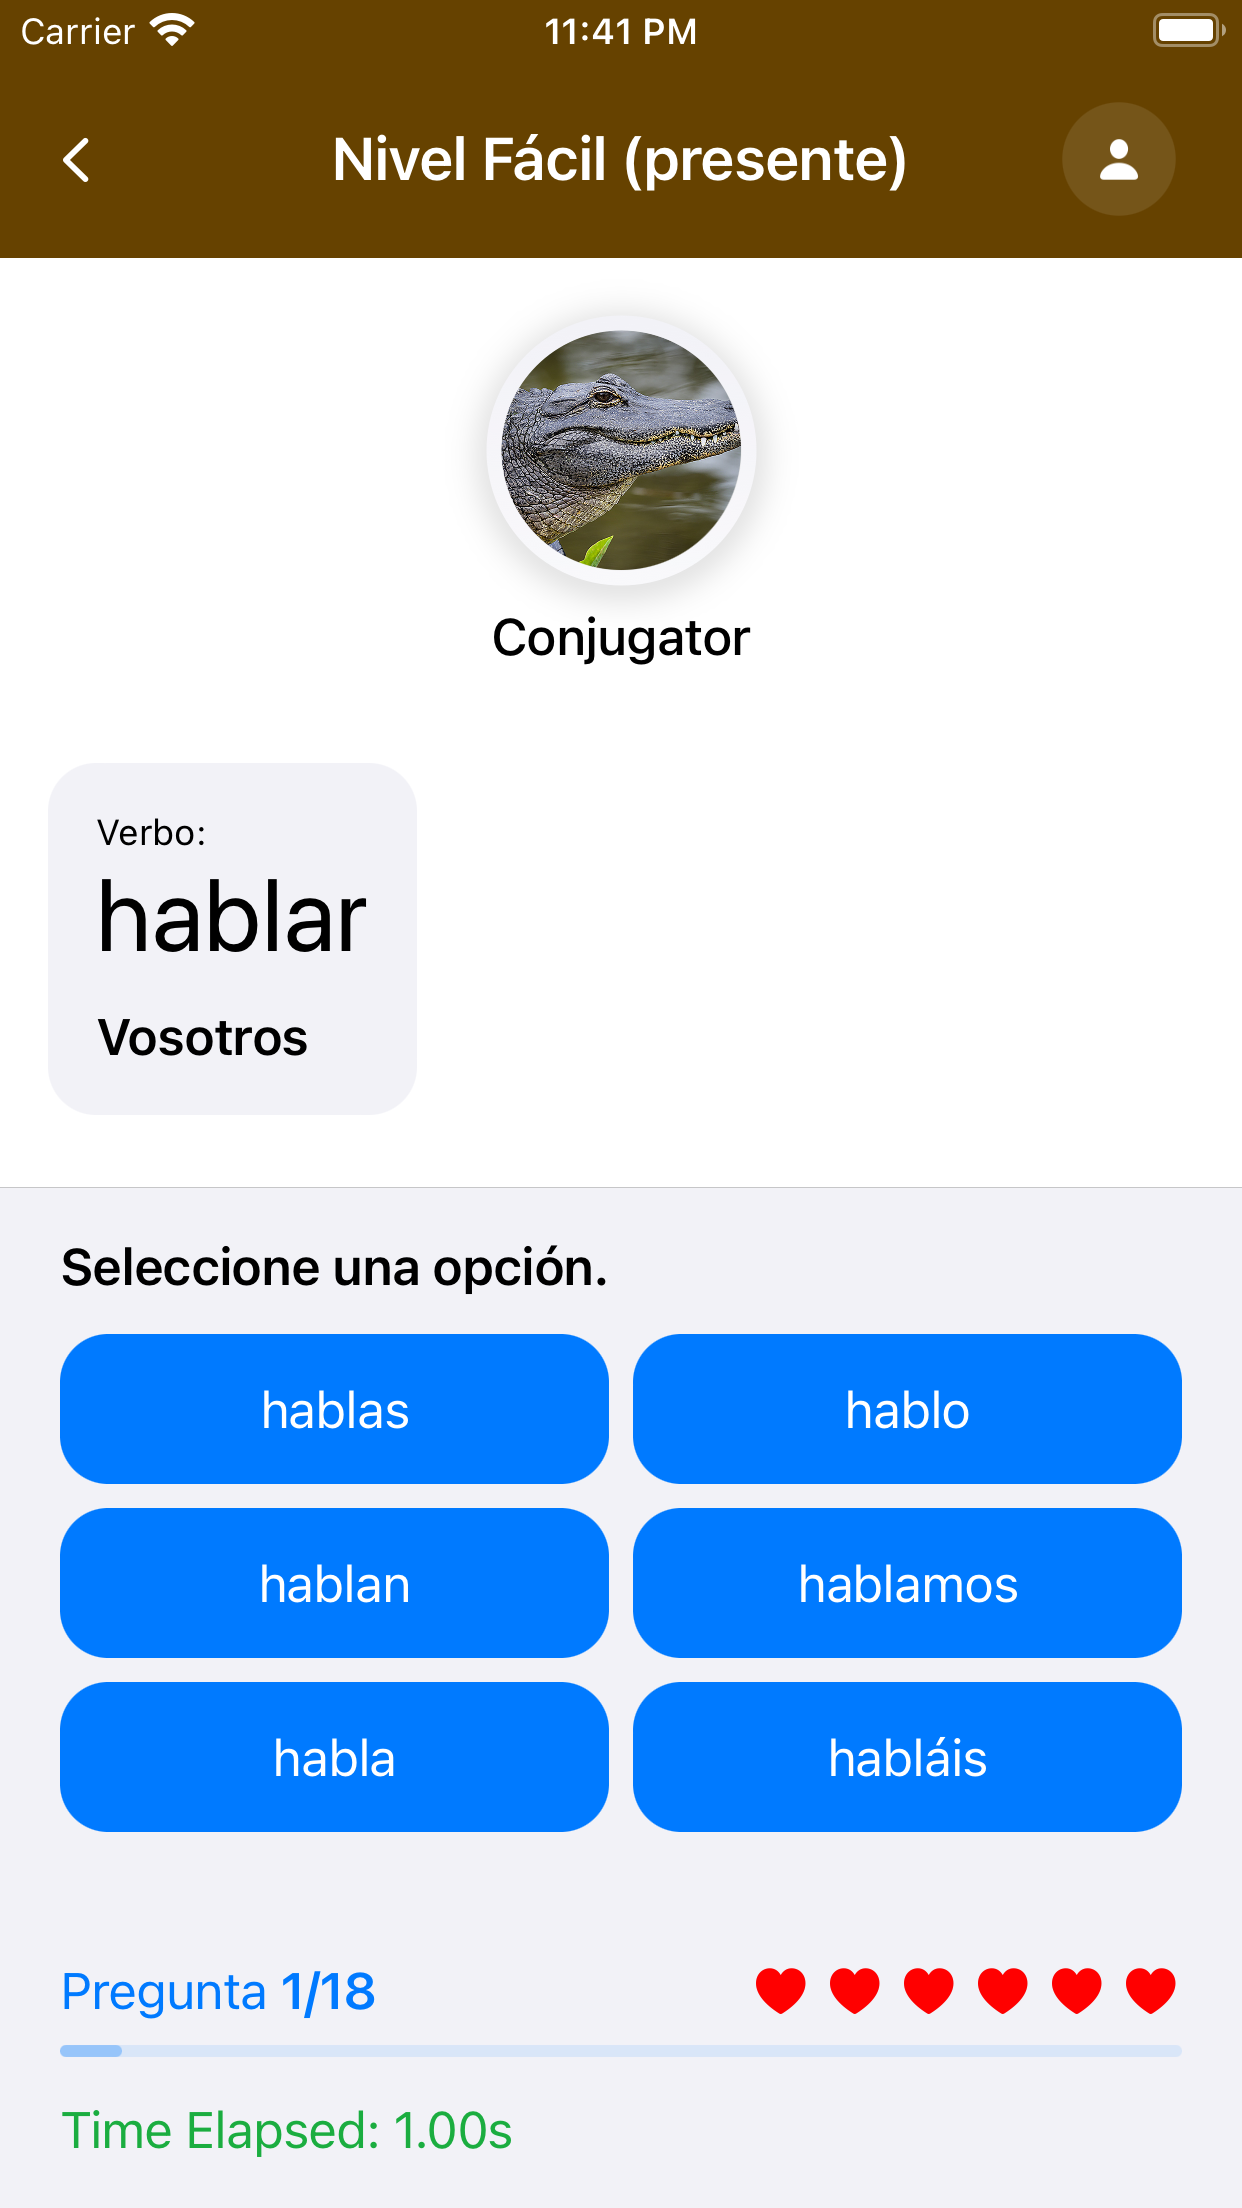 Carrier 11:41 PM
Nivel Fácil (presente)
Conjugator
Verbo:
hablar
Vosotros
Seleccione una opción.
hablas hablo
hablan hablamos
habla habláis
Pregunta 1/18
Time Elapsed: 1.00s